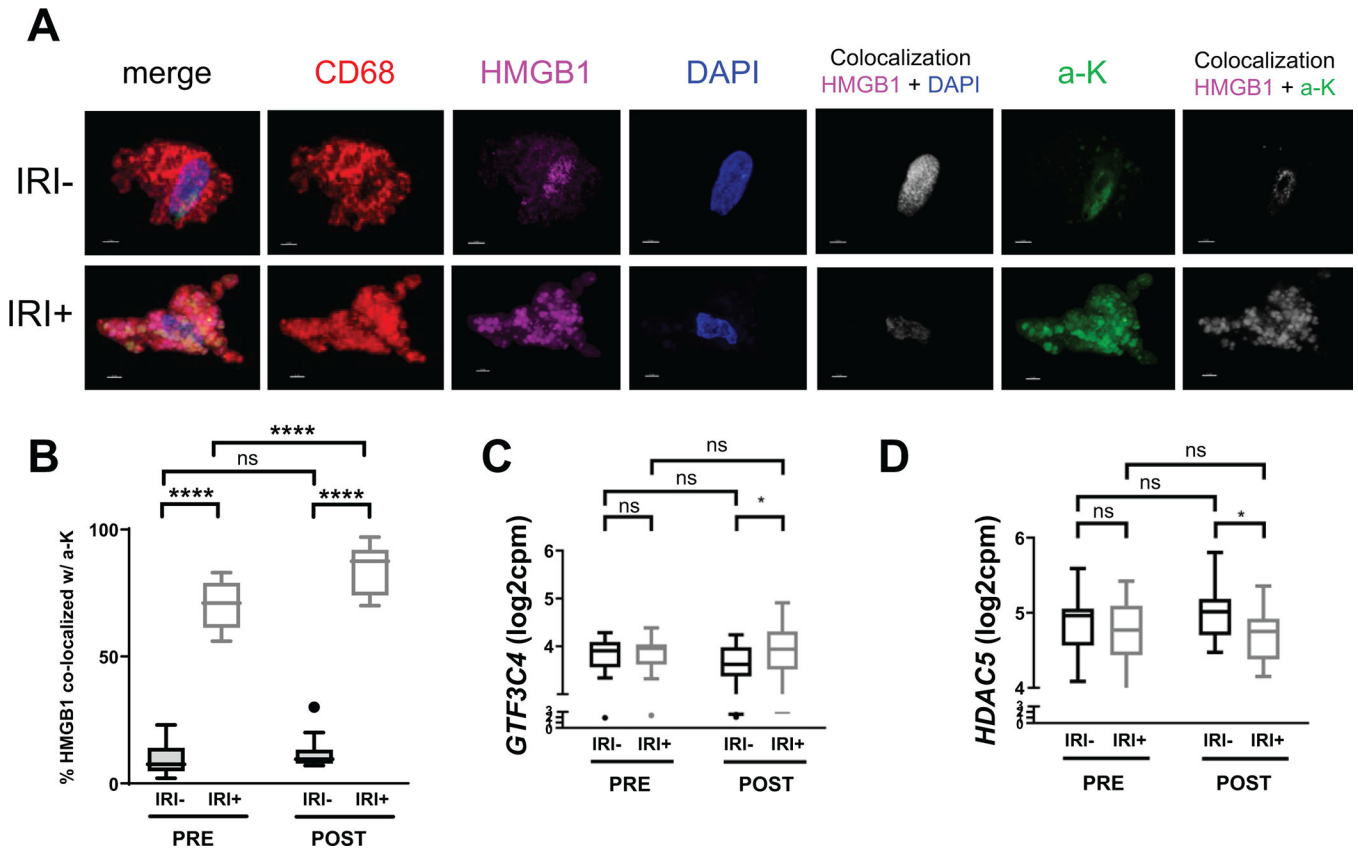 A
merge
CD68
HMGB1
DAPI
Colocalization
HMGB1 + DAPI
a-K
Colocalization
HMGB1 + a-K
IRI-
IRI+
B
****
ns
****
****
% HMGB1 co-localized w/ a-K
100
50
0
IRI-
IRI+
IRI-
IRI+
PRE
POST
C
ns
ns
ns
*
GTF3C4 (log2cpm)
6
5
4
3
2
0
IRI-
IRI+
IRI-
IRI+
PRE
POST
D
ns
ns
ns
*
HDAC5 (log2cpm)
6
5
4
3
2
0
IRI-
IRI+
IRI-
IRI+
PRE
POST